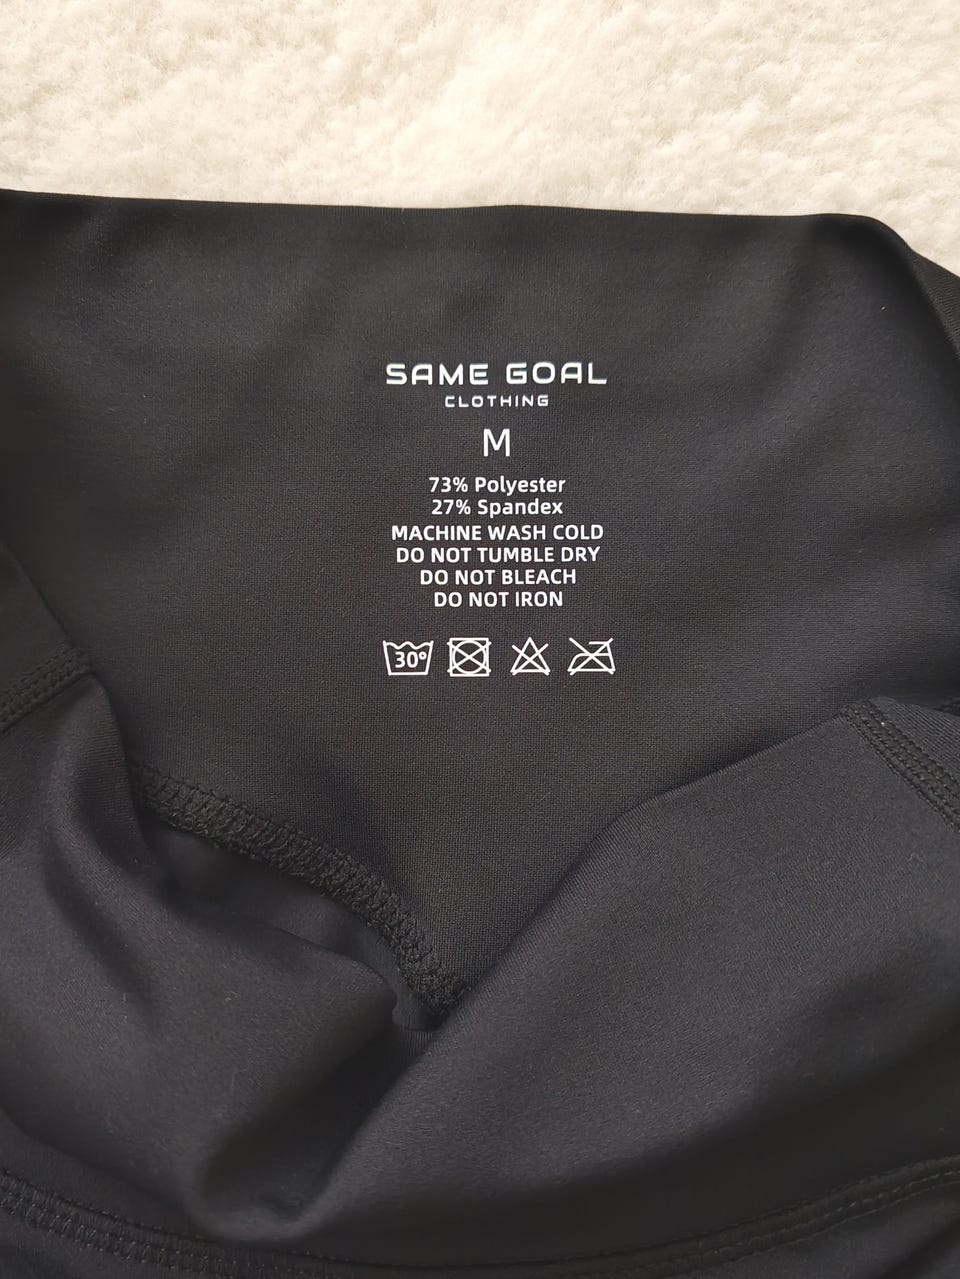 SAME GOAL
CLOTHING
M
73% Polyester
27% Spandex
MACHINE WASH COLD
DO NOT TUMBLE DRY
DO NOT BLEACH
DO NOT IRON
30°